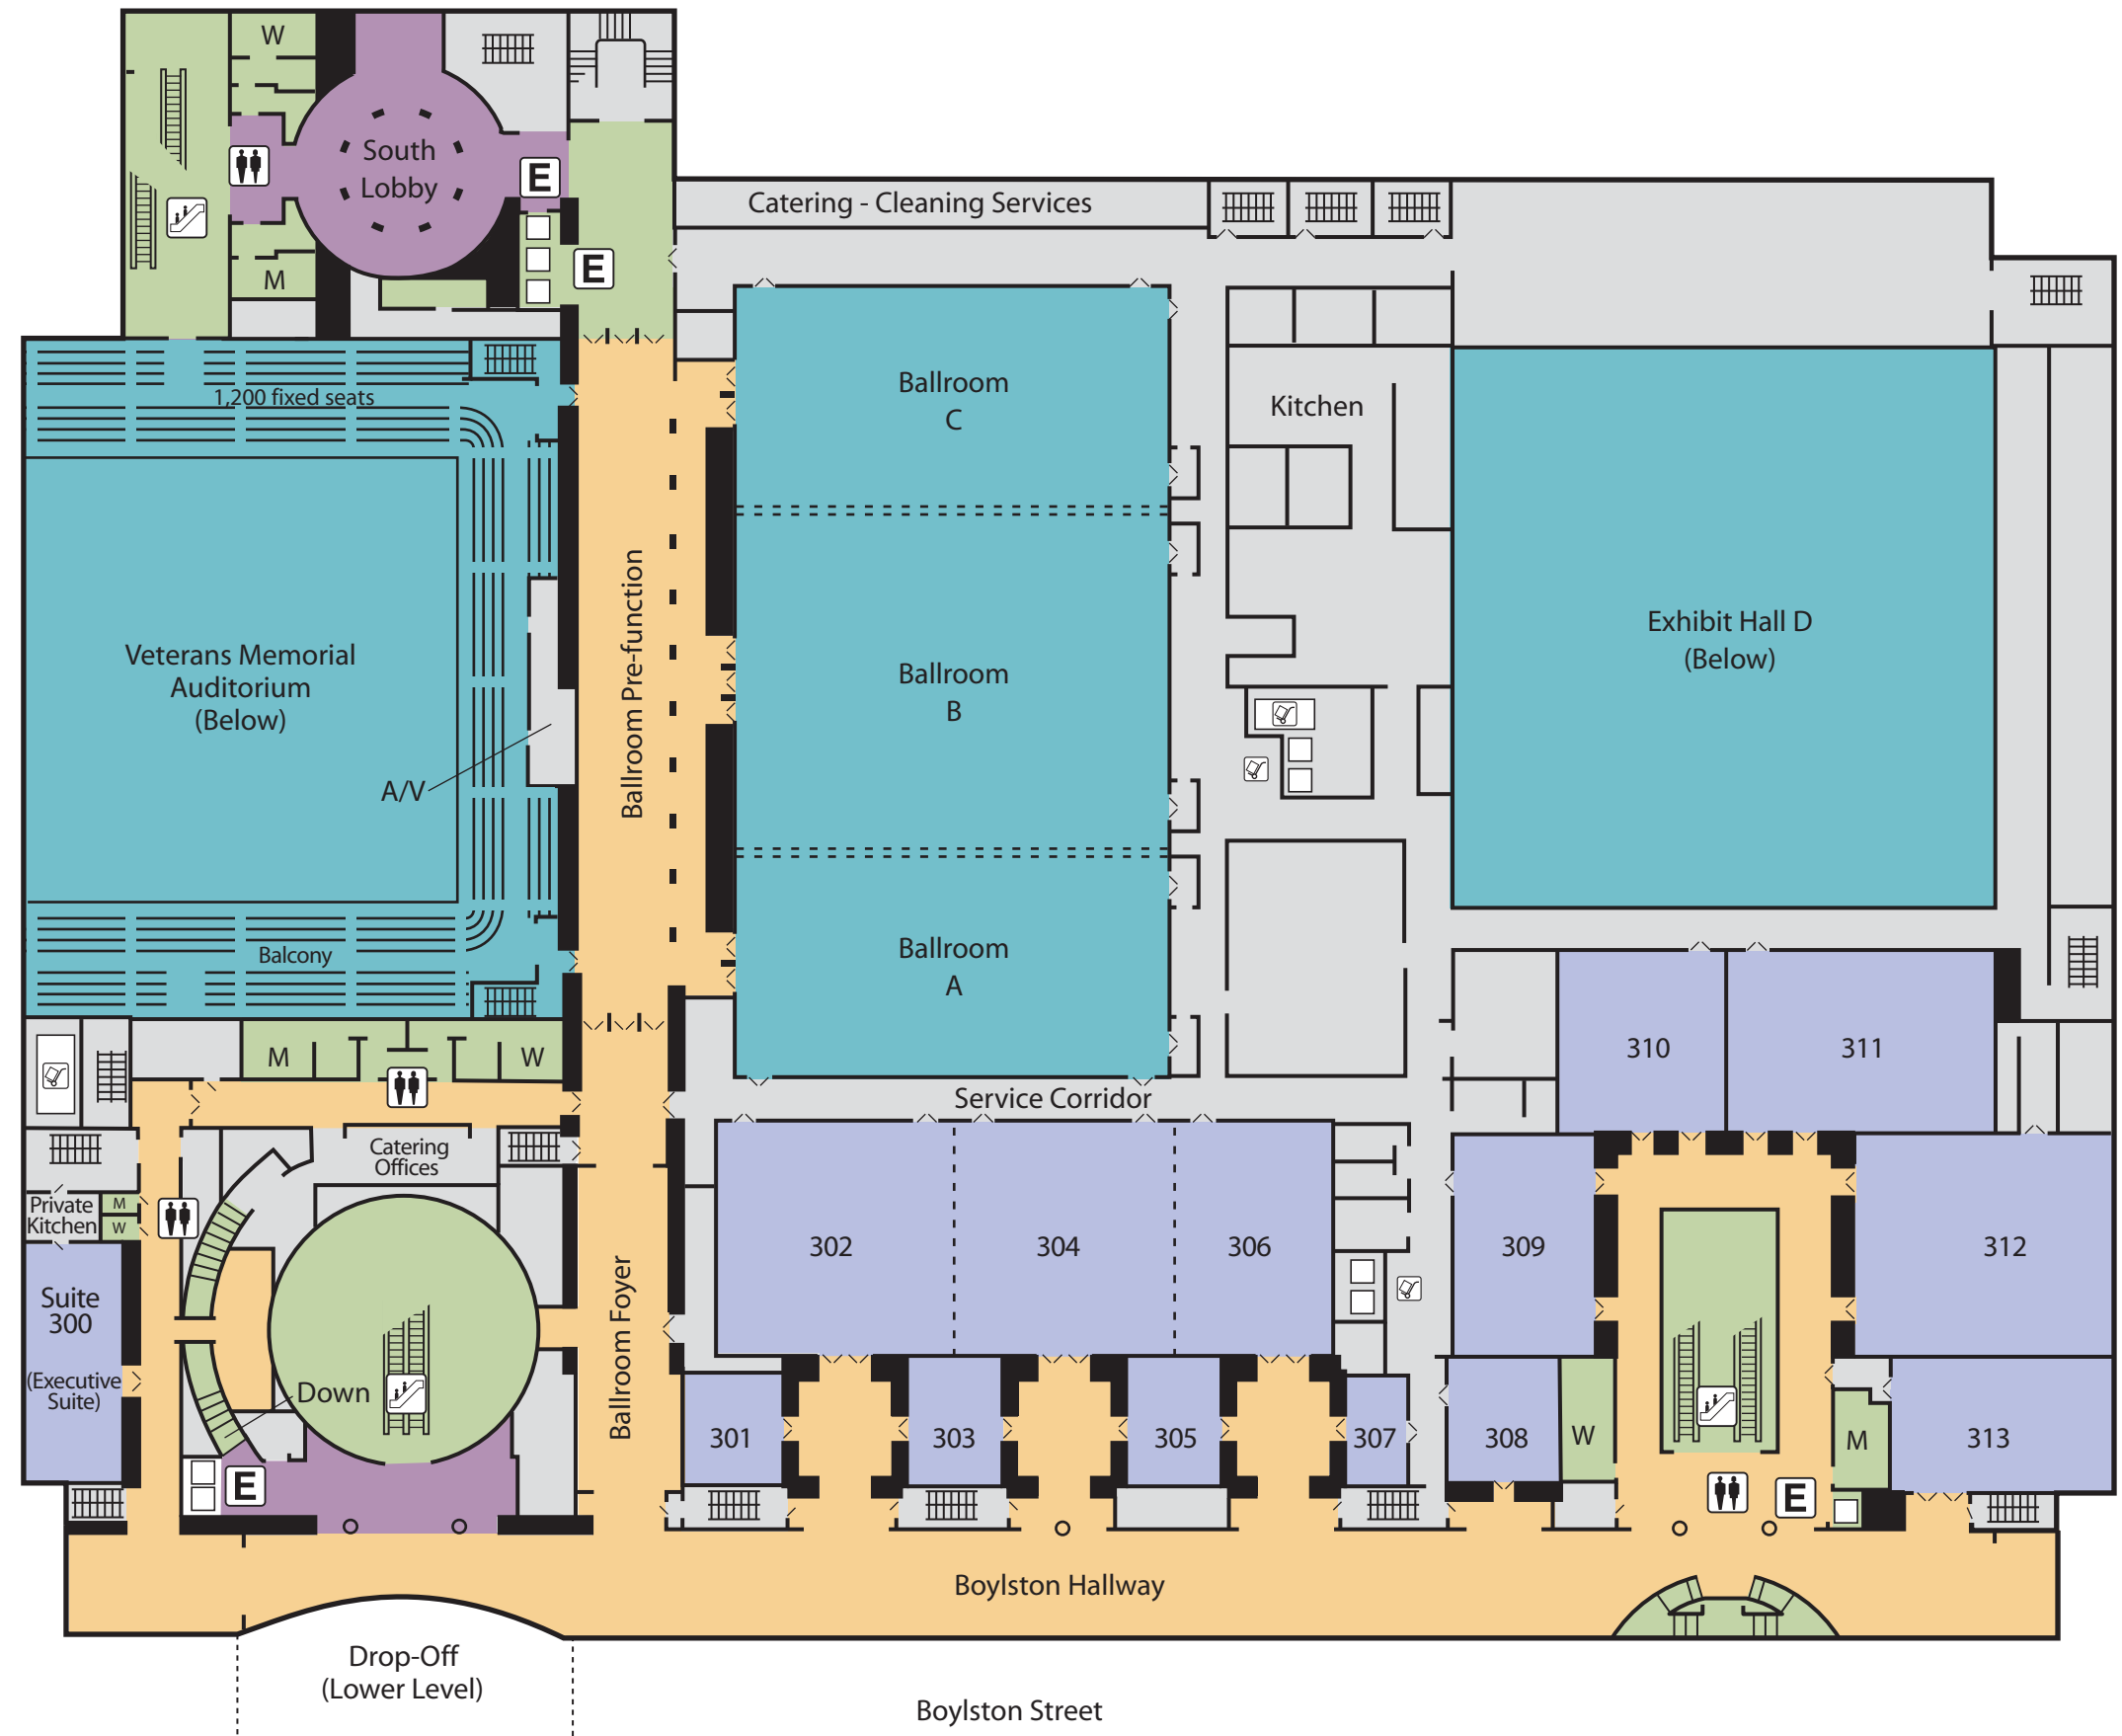 W
South
Lobby
E
Catering - Cleaning Services
M
E
1,200 fixed seats
Ballroom
C
Kitchen
Veterans Memorial
Auditorium
(Below)
A/V
Ballroom Pre-function
Ballroom
B
Exhibit Hall D
(Below)
Balcony
Ballroom
A
M
W
310
311
Service Corridor
Catering
Offices
Private
Kitchen
M
W
302
304
306
309
312
Suite
300
(Executive
Suite)
Down
Ballroom Foyer
301
303
305
307
308
W
M
313
E
E
Boylston Hallway
Drop-Off
(Lower Level)
Boylston Street